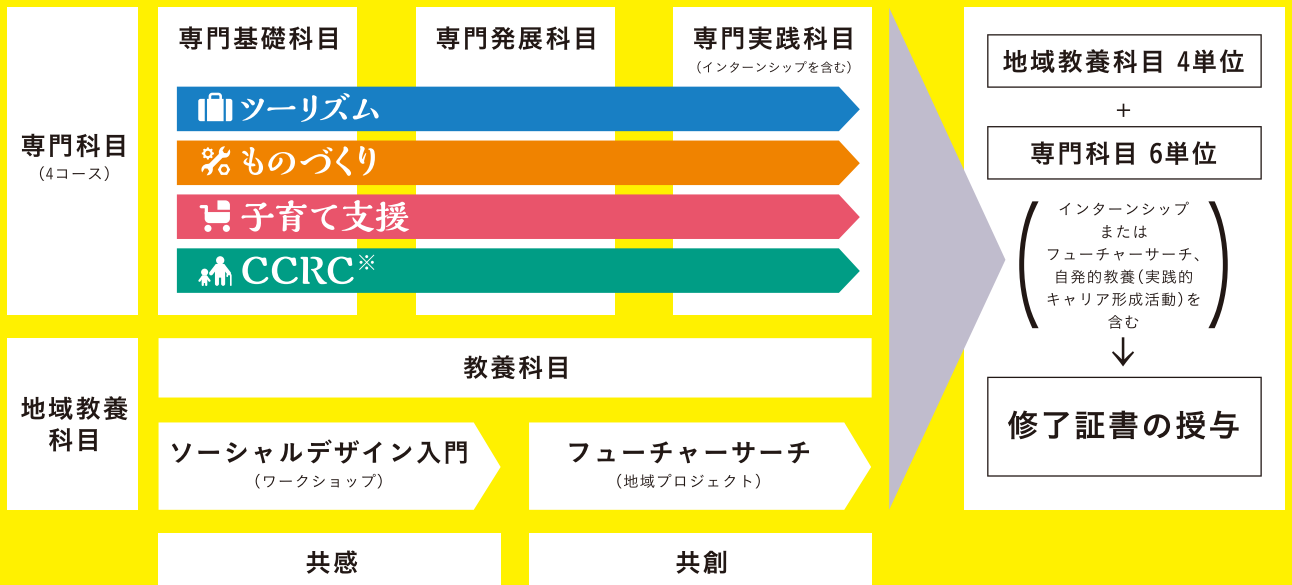 専門科目
(4コース)
専門基礎科目
専門発展科目
専門実践科目
(インターンシップを含む)
ツーリズム
ものづくり
子育て支援
CCRC※
地域教養
科目
教養科目
ソーシャルデザイン入門
(ワークショップ)
フューチャーサーチ
(地域プロジェクト)
共感
共創
地域教養科目 4単位
+
専門科目 6単位
インターンシップ
または
フューチャーサーチ、
自発的教養(実践的
キャリア形成活動)を
含む
修了証書の授与